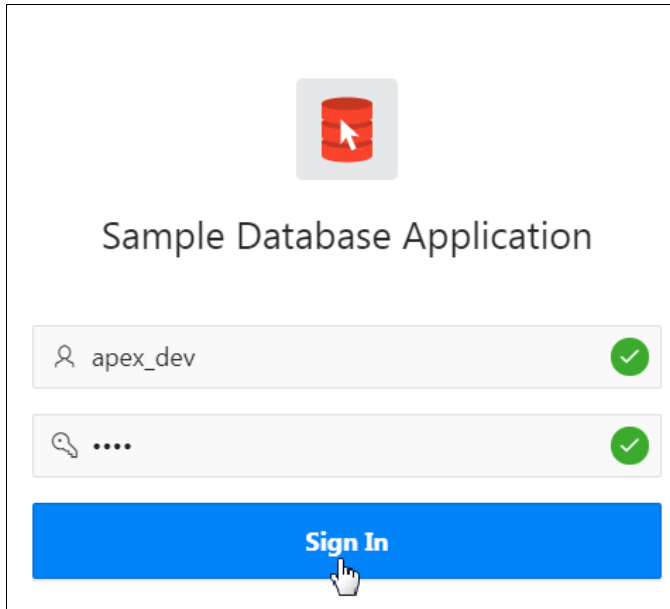 Sample Database Application
apex_dev
••••
Sign In